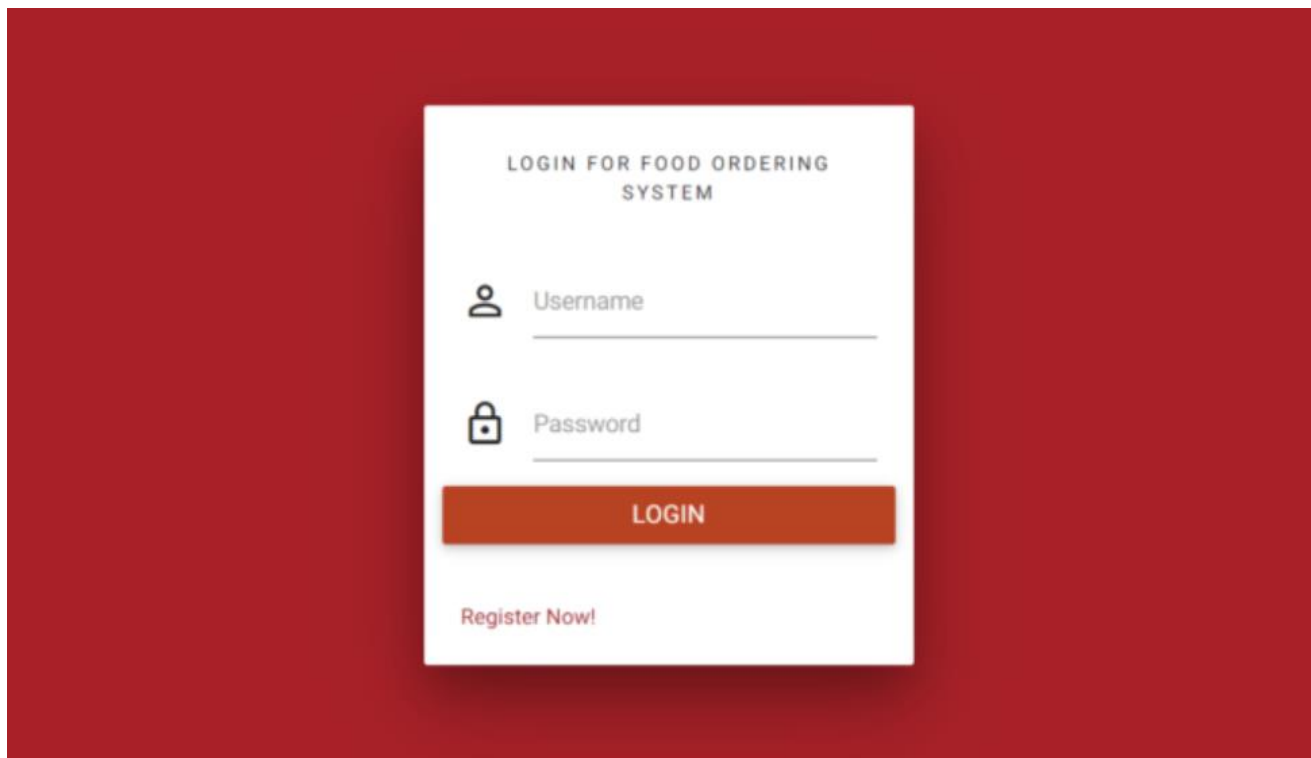 LOGIN FOR FOOD ORDERING
SYSTEM
Username
Password
LOGIN
Register Now!